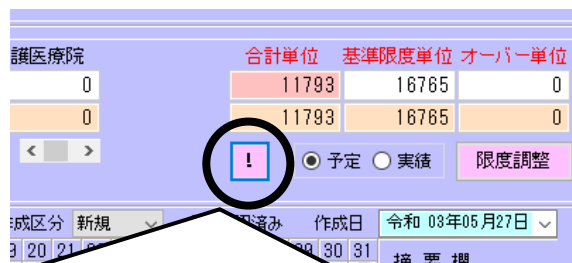 護医療院 合計単位 基準限度単位 オーバー単位
0 11793 16765 0
0 11793 16765 0
< > ! 予定 実績 限度調整
成区分 新規 済み 作成日 令和 03年05月27日
20 21 30 31 摘要欄